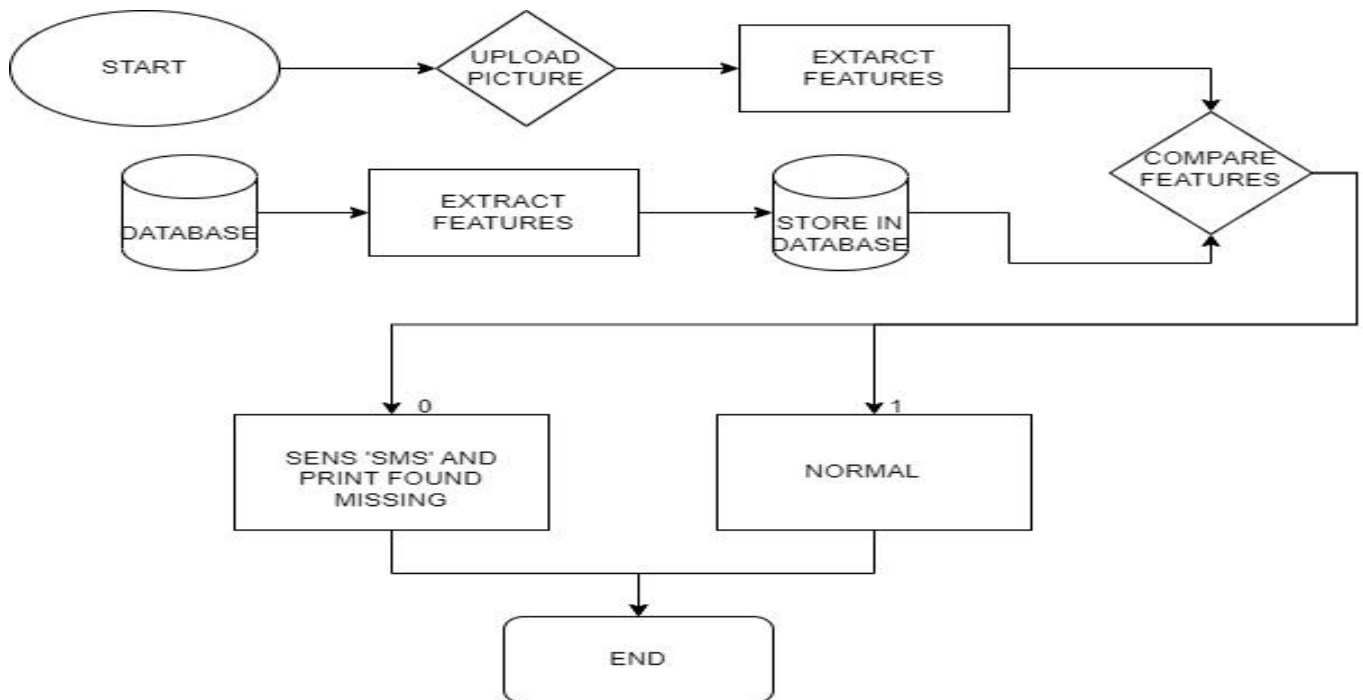 START
UPLOAD
PICTURE
EXTARCT
FEATURES
COMPARE
FEATURES
DATABASE
EXTRACT
FEATURES
STORE IN
DATABASE
0
1
SENS 'SMS' AND
PRINT FOUND
MISSING
NORMAL
END